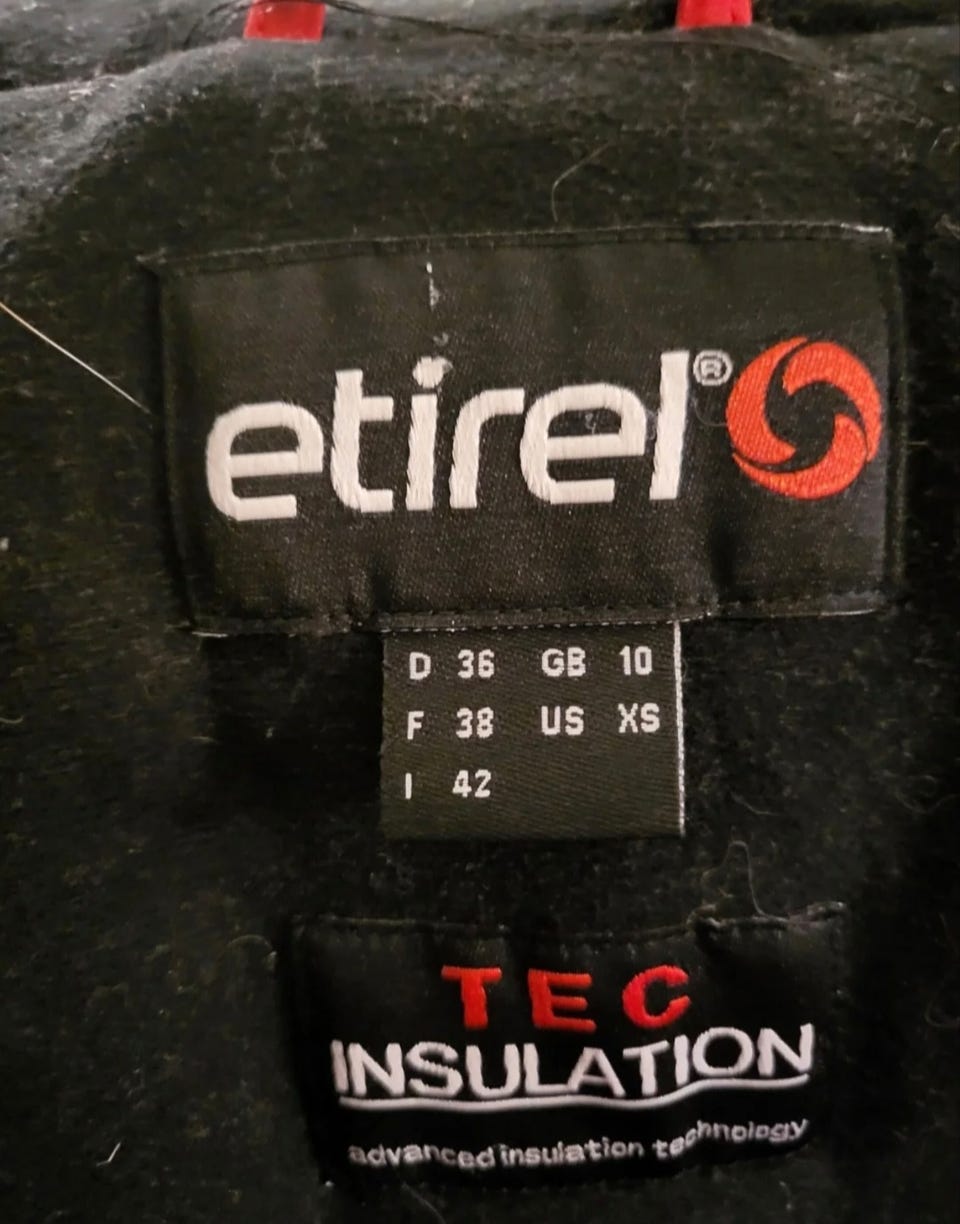 etirel®
D 36 GB 10
F 38 US XS
I 42
TEC
INSULATION
advanced insulation technology